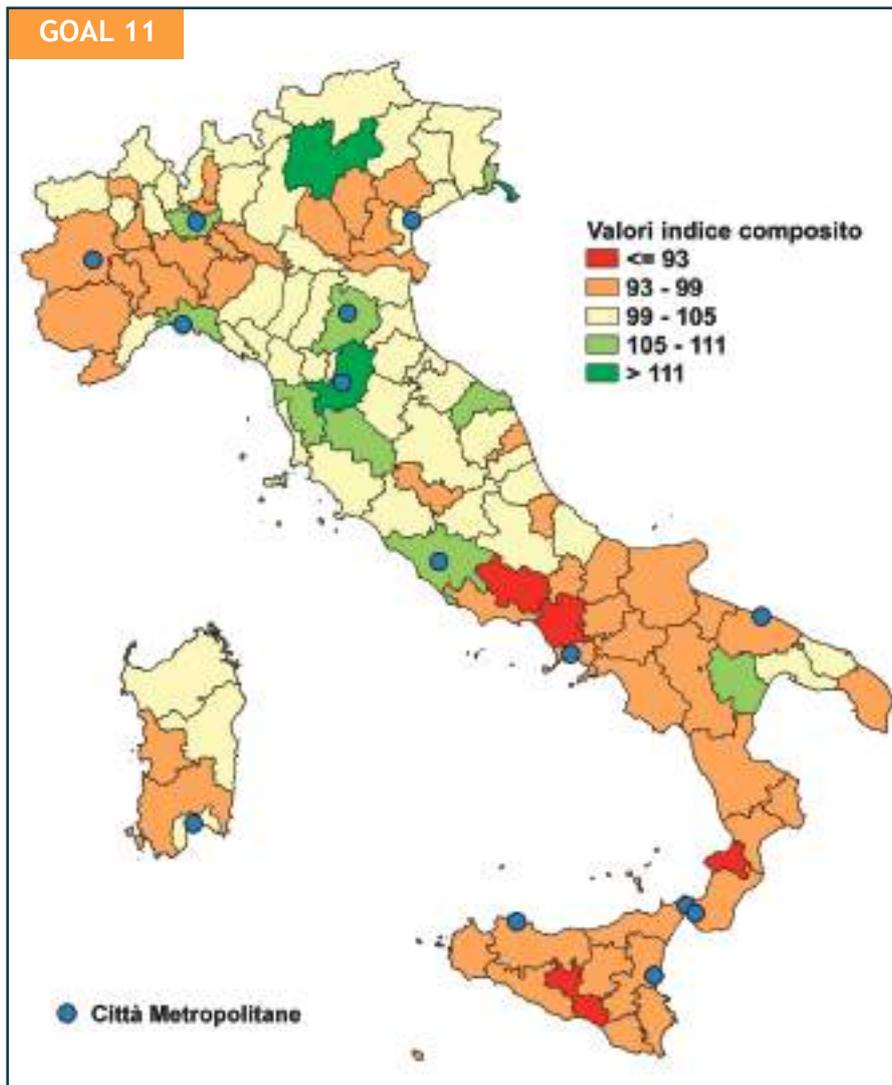 GOAL 11
Valori indice composito
<= 93
93 - 99
99 - 105
105 - 111
> 111
Città Metropolitane